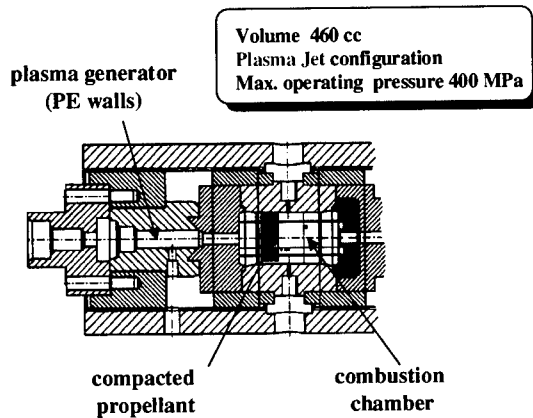 Volume 460 cc
Plasma Jet configuration
Max. operating pressure 400 MPa
plasma generator
(PE walls)
compacted
propellant
combustion
chamber